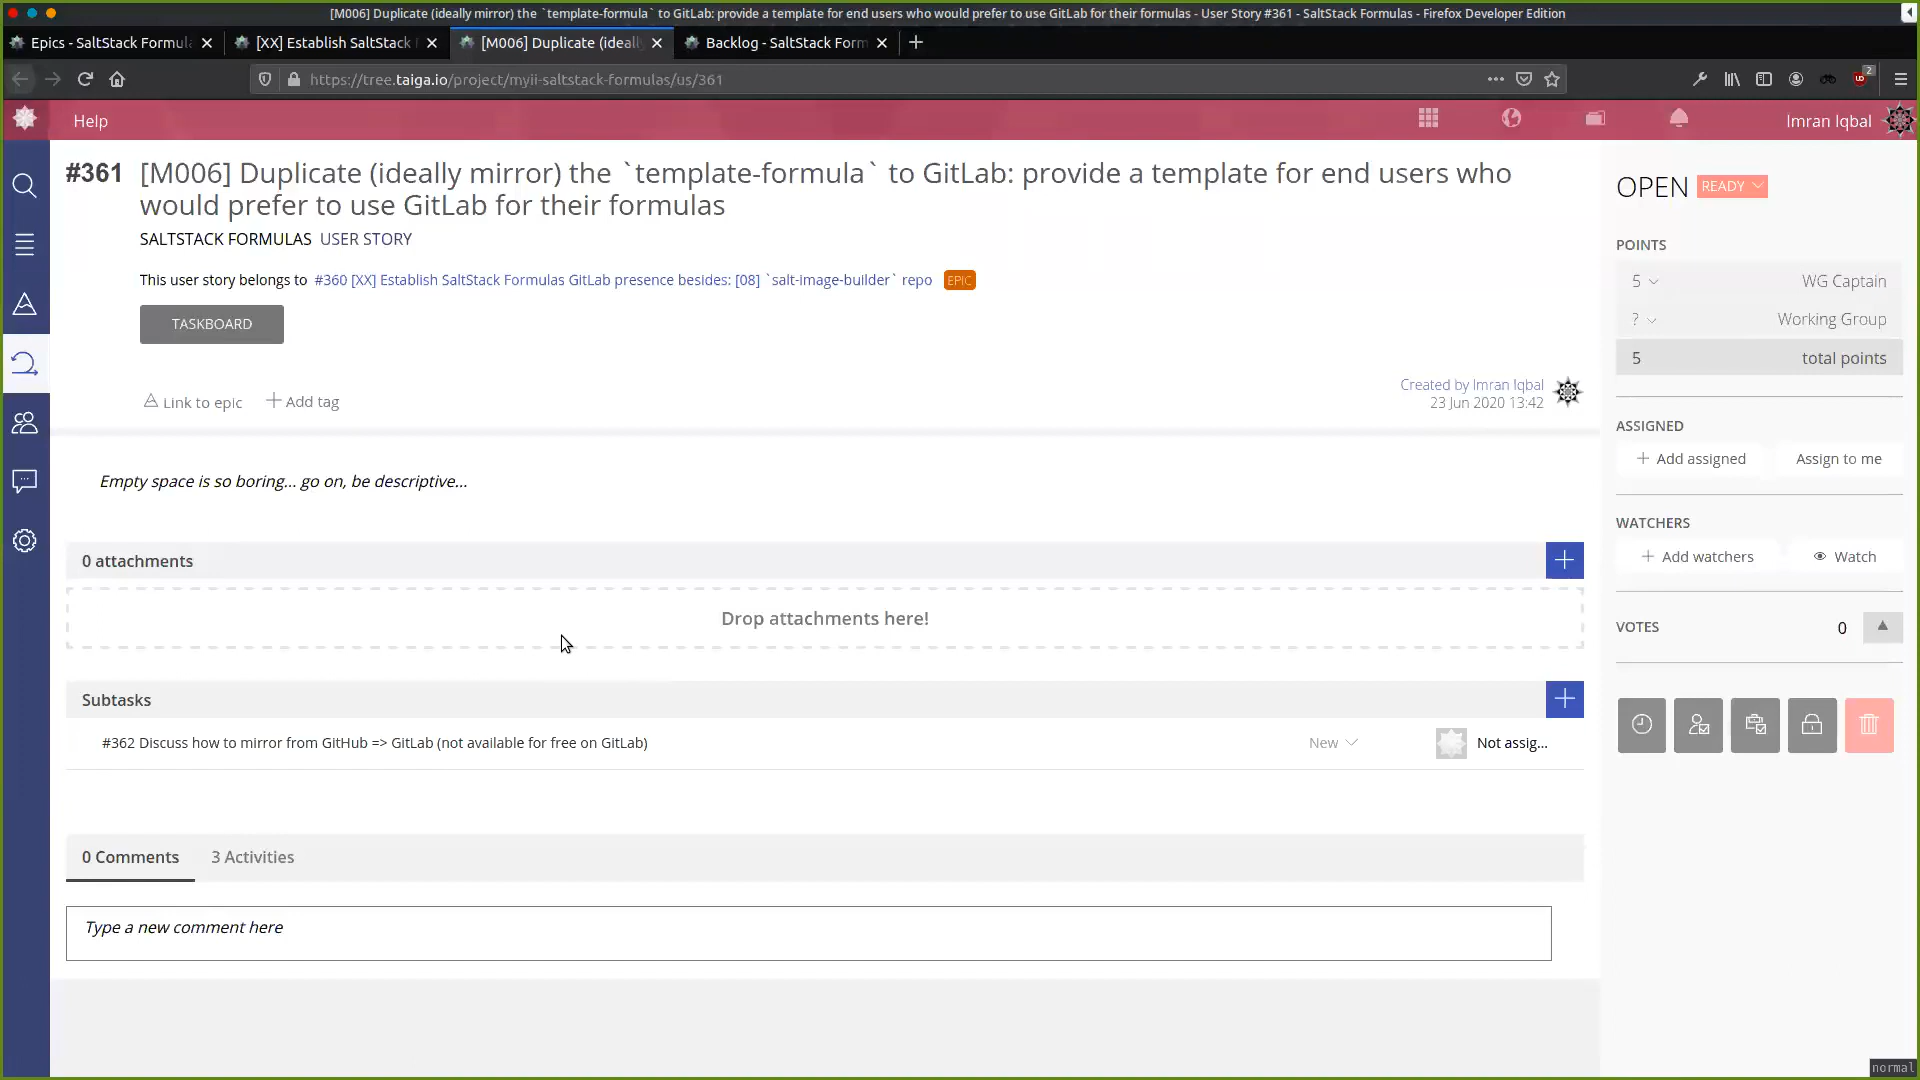 [M006] Duplicate (ideally mirror) the `template-formula` to GitLab: provide a template for end users who would prefer to use GitLab for their formulas - User Story #361 - SaltStack Formulas - Firefox Developer Edition
Epics - SaltStack Formula
[XX] Establish SaltStack
[M006] Duplicate (ideall
Backlog - SaltStack Form
https://tree.taiga.io/project/myii-saltstack-formulas/us/361
2
Help
Imran Iqbal
#361 [M006] Duplicate (ideally mirror) the `template-formula` to GitLab: provide a template for end users who
would prefer to use GitLab for their formulas
SALTSTACK FORMULAS USER STORY
This user story belongs to #360 [XX] Establish SaltStack Formulas GitLab presence besides: [08] `salt-image-builder` repo EPIC
TASKBOARD
Link to epic
Add tag
Created by Imran Iqbal
23 Jun 2020 13:42
Empty space is so boring... go on, be descriptive...
0 attachments
Drop attachments here!
Subtasks
#362 Discuss how to mirror from GitHub => GitLab (not available for free on GitLab)
New
Not assig...
0 Comments
3 Activities
Type a new comment here
OPEN READY
POINTS
5 WG Captain
? Working Group
5 total points
ASSIGNED
Add assigned
Assign to me
WATCHERS
Add watchers
Watch
VOTES
0
normal